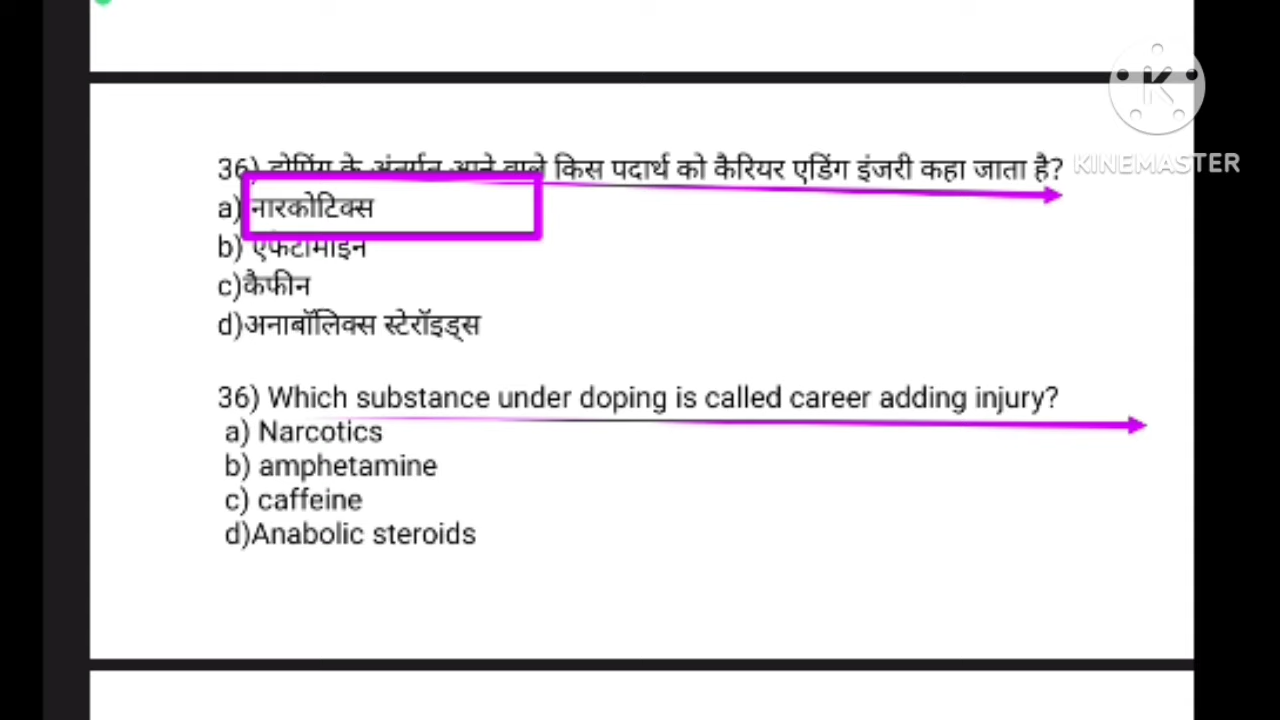 KINEMASTER
36) डोपिंग के अंतर्गत आने वाले किस पदार्थ को कैरियर एडिंग इंजरी कहा जाता है?
a) नारकोटिक्स
b) एफेटामाइन
c)कैफीन
d)अनाबॉलिक्स स्टेरॉइड्स
36) Which substance under doping is called career adding injury?
a) Narcotics
b) amphetamine
c) caffeine
d)Anabolic steroids